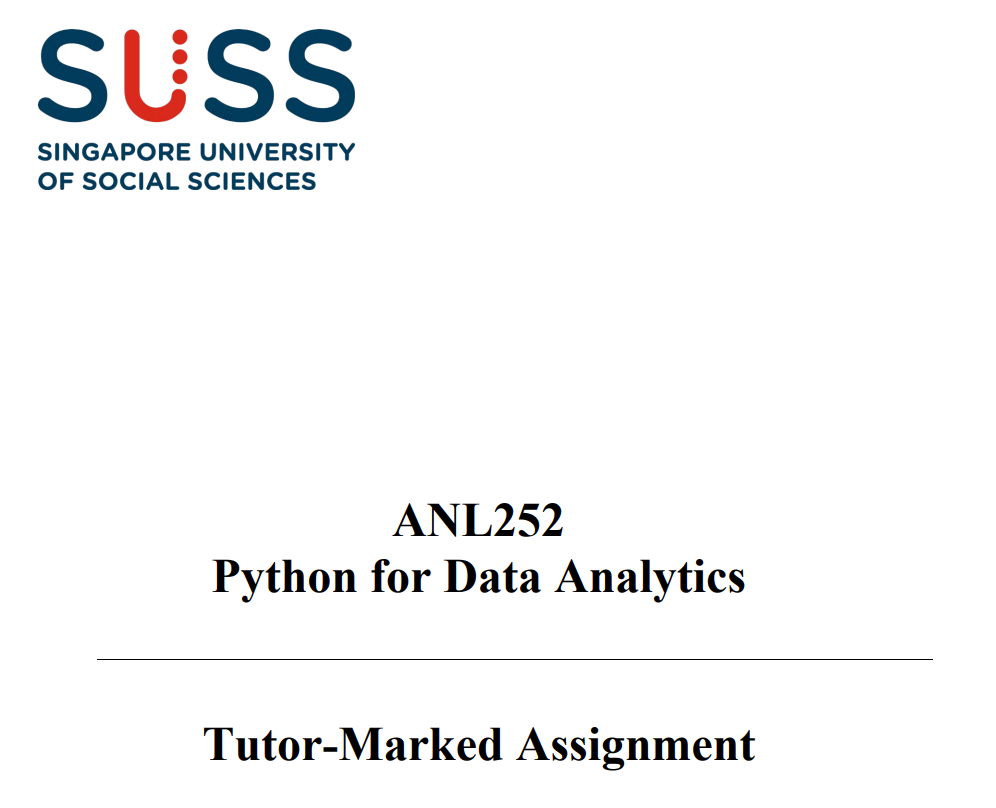 SUSS
SINGAPORE UNIVERSITY
OF SOCIAL SCIENCES
ANL252
Python for Data Analytics
Tutor-Marked Assignment